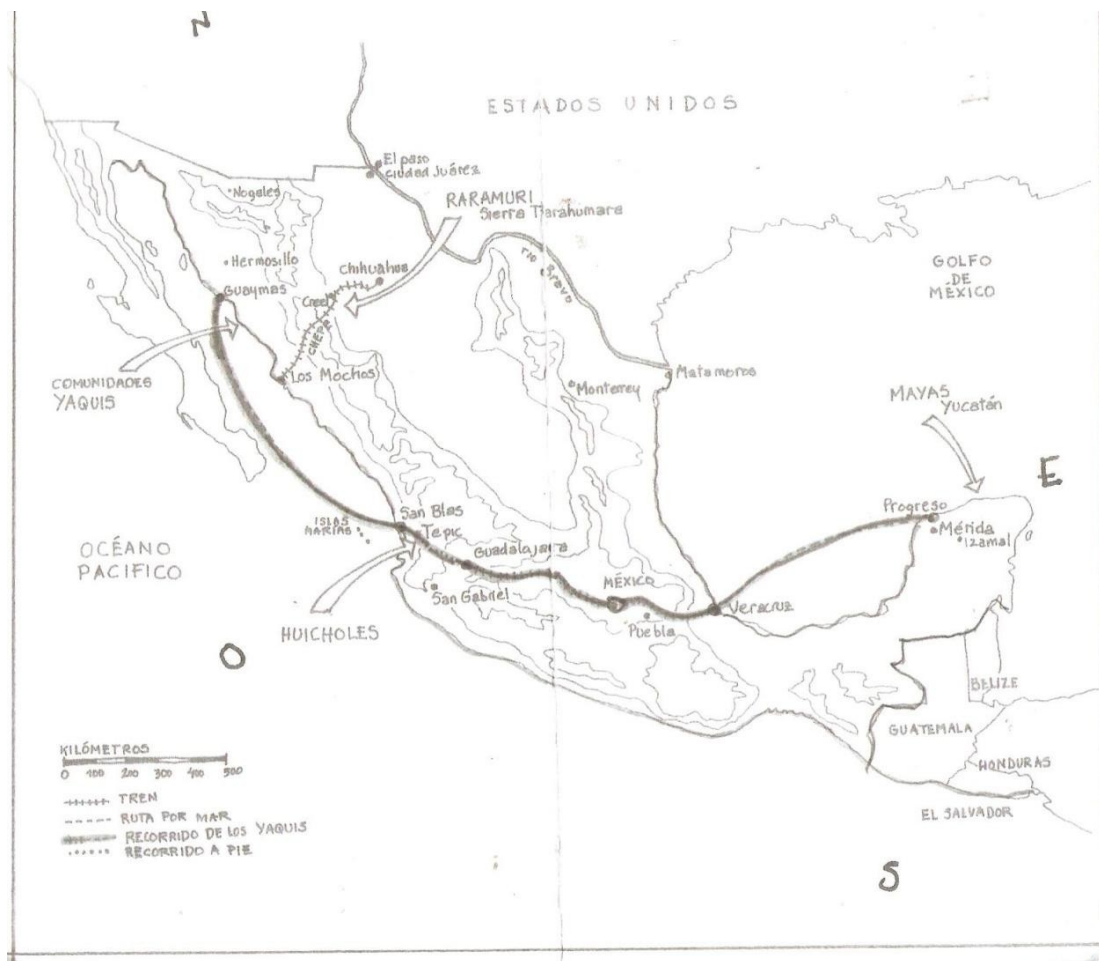 N
ESTADOS UNIDOS
El paso
Ciudad Juárez
Nogales
RARAMURI
Sierra Tarahumara
Hermosillo
Chihuahua
Río Bravo
GOLFO
DE
MÉXICO
Guaymas
Creel
CHEPE
COMUNIDADES
YAQUIS
Los Mochos
Matamoros
Monterrey
MAYAS
Yucatán
E
Progreso
Mérida
Izamal
San Blas
ISLAS
MARÍAS
Tepic
OCÉANO
PACIFICO
Guadalajara
MÉXICO
San Gabriel
Veracruz
Puebla
HUICHOLES
O
BELIZE
GUATEMALA
HONDURAS
EL SALVADOR
KILÓMETROS
0 100 200 300 400 500
TREN
RUTA POR MAR
RECORRIDO DE LOS YAQUIS
RECORRIDO A PIE
S